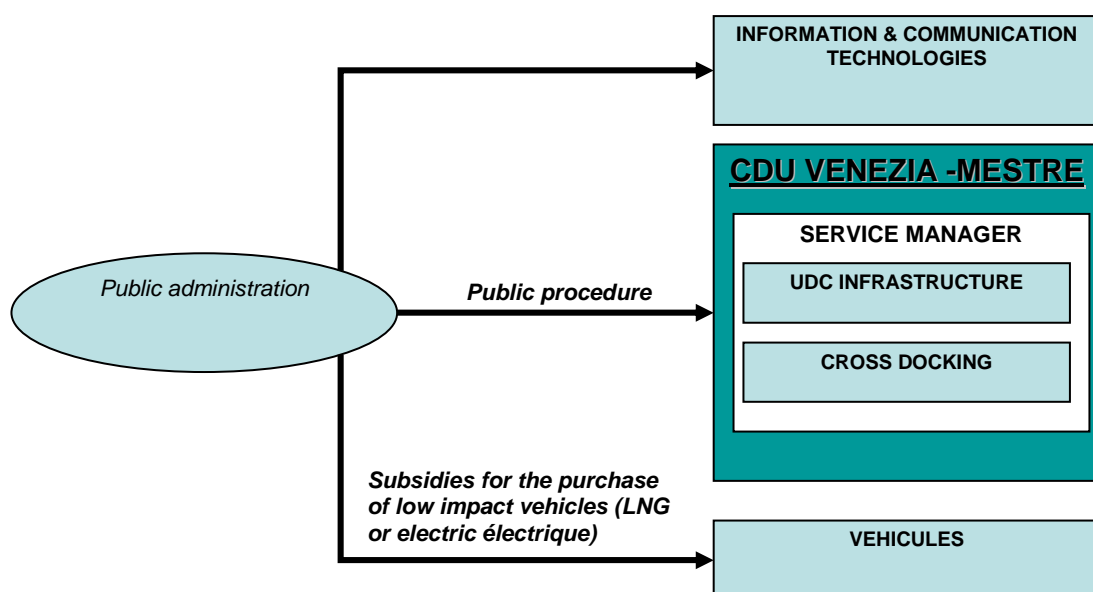 INFORMATION & COMMUNICATION
TECHNOLOGIES
CDU VENEZIA -MESTRE
SERVICE MANAGER
UDC INFRASTRUCTURE
CROSS DOCKING
Public administration
Public procedure
Subsidies for the purchase
of low impact vehicles (LNG
or electric électrique)
VEHICULES